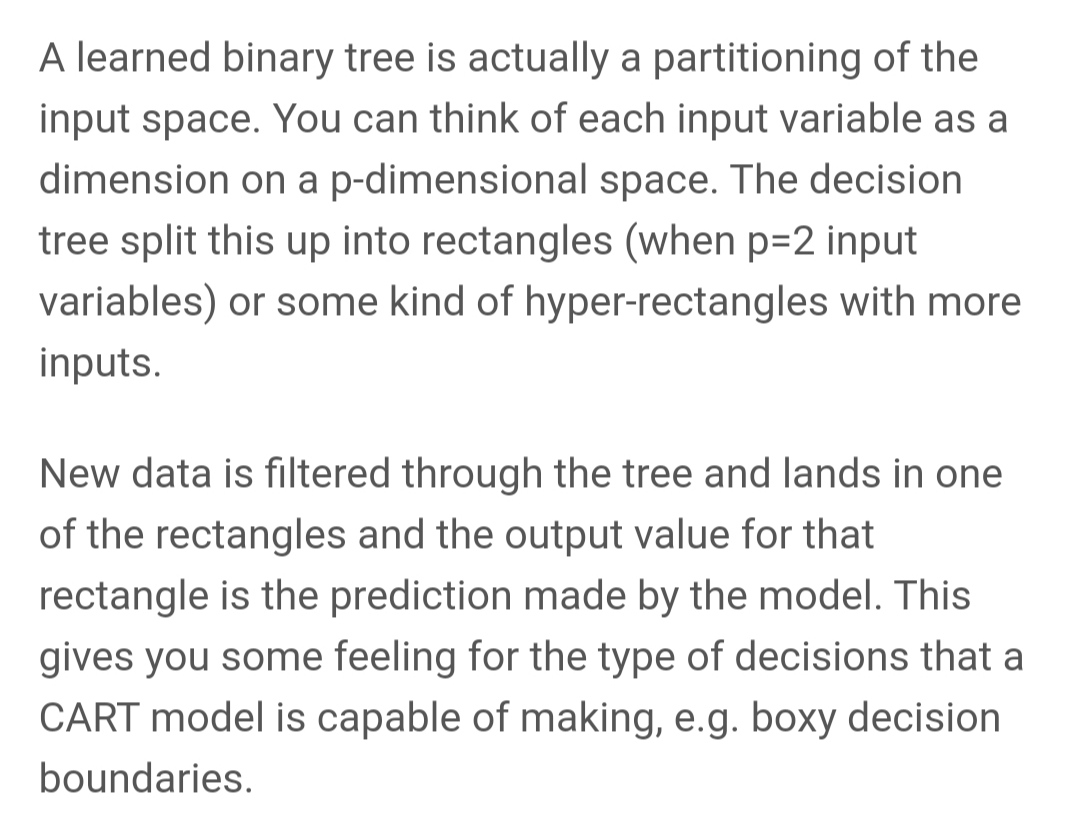 A learned binary tree is actually a partitioning of the
input space. You can think of each input variable as a
dimension on a p-dimensional space. The decision
tree split this up into rectangles (when p=2 input
variables) or some kind of hyper-rectangles with more
inputs.
New data is filtered through the tree and lands in one
of the rectangles and the output value for that
rectangle is the prediction made by the model. This
gives you some feeling for the type of decisions that a
CART model is capable of making, e.g. boxy decision
boundaries.